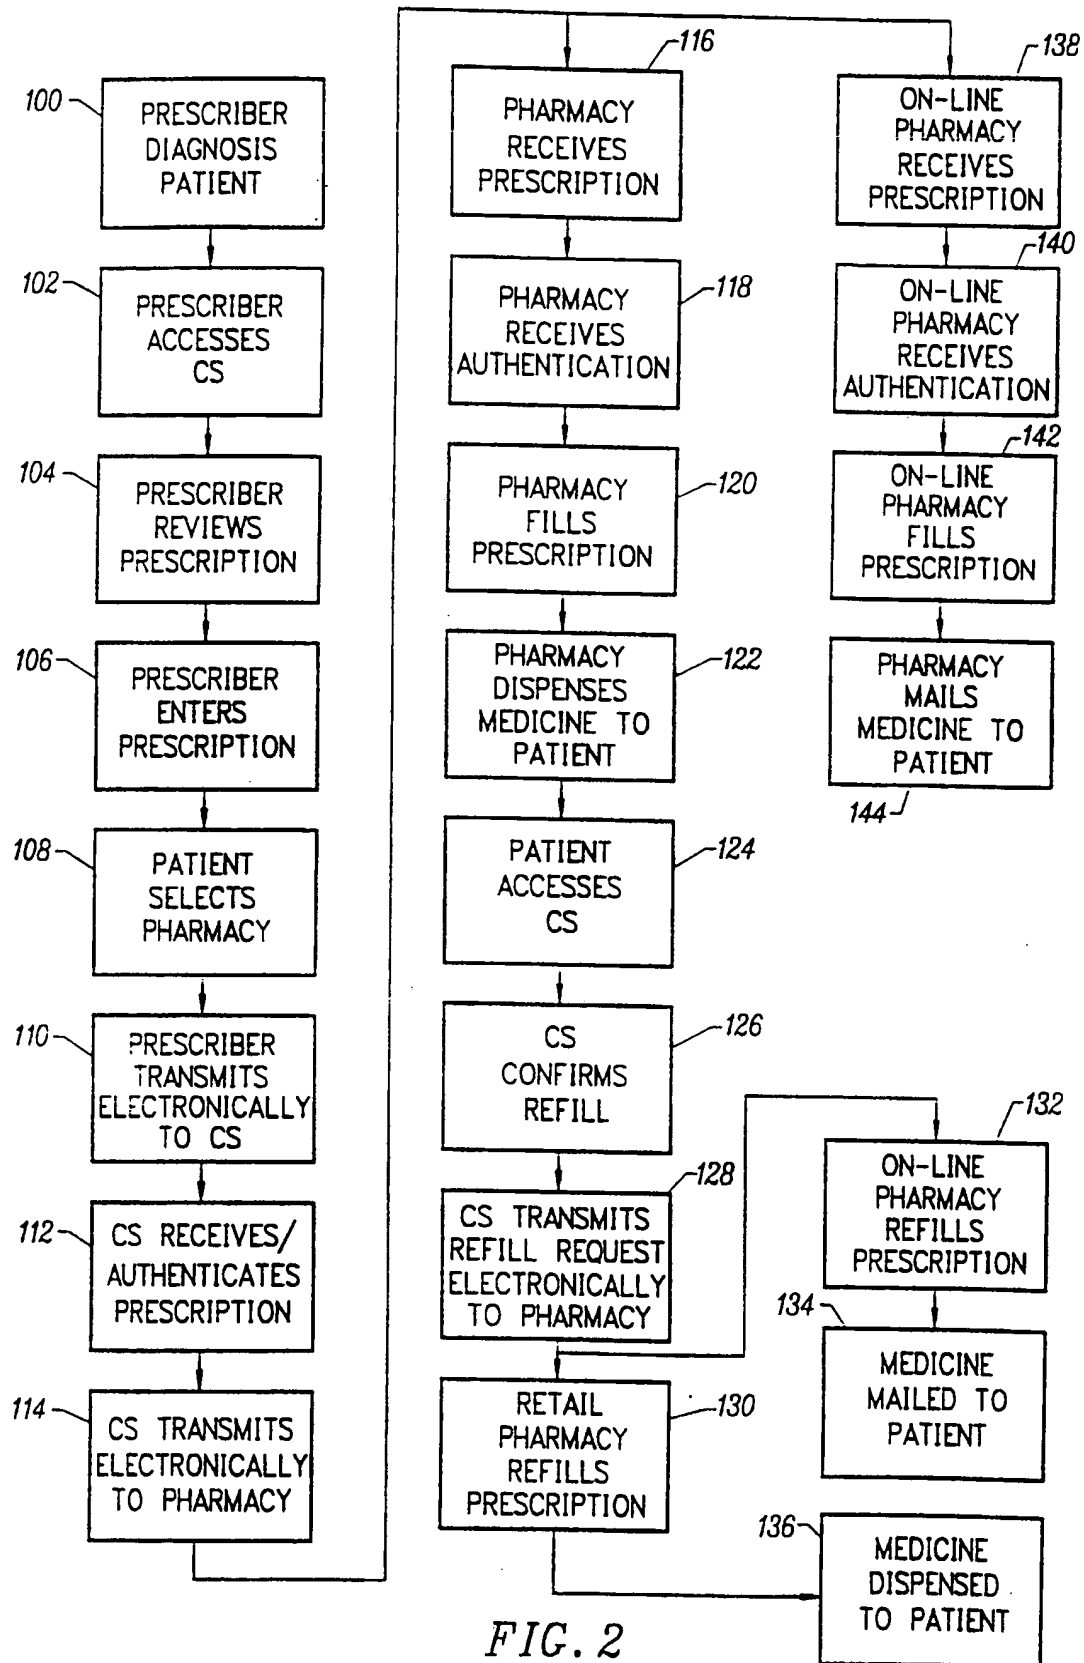 100
PRESCRIBER
DIAGNOSIS
PATIENT
102
PRESCRIBER
ACCESSES
CS
104
PRESCRIBER
REVIEWS
PRESCRIPTION
106
PRESCRIBER
ENTERS
PRESCRIPTION
108
PATIENT
SELECTS
PHARMACY
110
PRESCRIBER
TRANSMITS
ELECTRONICALLY
TO CS
112
CS RECEIVES/
AUTHENTICATES
PRESCRIPTION
114
CS TRANSMITS
ELECTRONICALLY
TO PHARMACY
116
PHARMACY
RECEIVES
PRESCRIPTION
118
PHARMACY
RECEIVES
AUTHENTICATION
120
PHARMACY
FILLS
PRESCRIPTION
122
PHARMACY
DISPENSES
MEDICINE TO
PATIENT
124
PATIENT
ACCESSES
CS
126
CS
CONFIRMS
REFILL
128
CS TRANSMITS
REFILL REQUEST
ELECTRONICALLY
TO PHARMACY
130
RETAIL
PHARMACY
REFILLS
PRESCRIPTION
138
ON-LINE
PHARMACY
RECEIVES
PRESCRIPTION
140
ON-LINE
PHARMACY
RECEIVES
AUTHENTICATION
142
ON-LINE
PHARMACY
FILLS
PRESCRIPTION
PHARMACY
MAILS
MEDICINE TO
PATIENT
144
132
ON-LINE
PHARMACY
REFILLS
PRESCRIPTION
134
MEDICINE
MAILED TO
PATIENT
136
MEDICINE
DISPENSED
TO PATIENT
FIG. 2